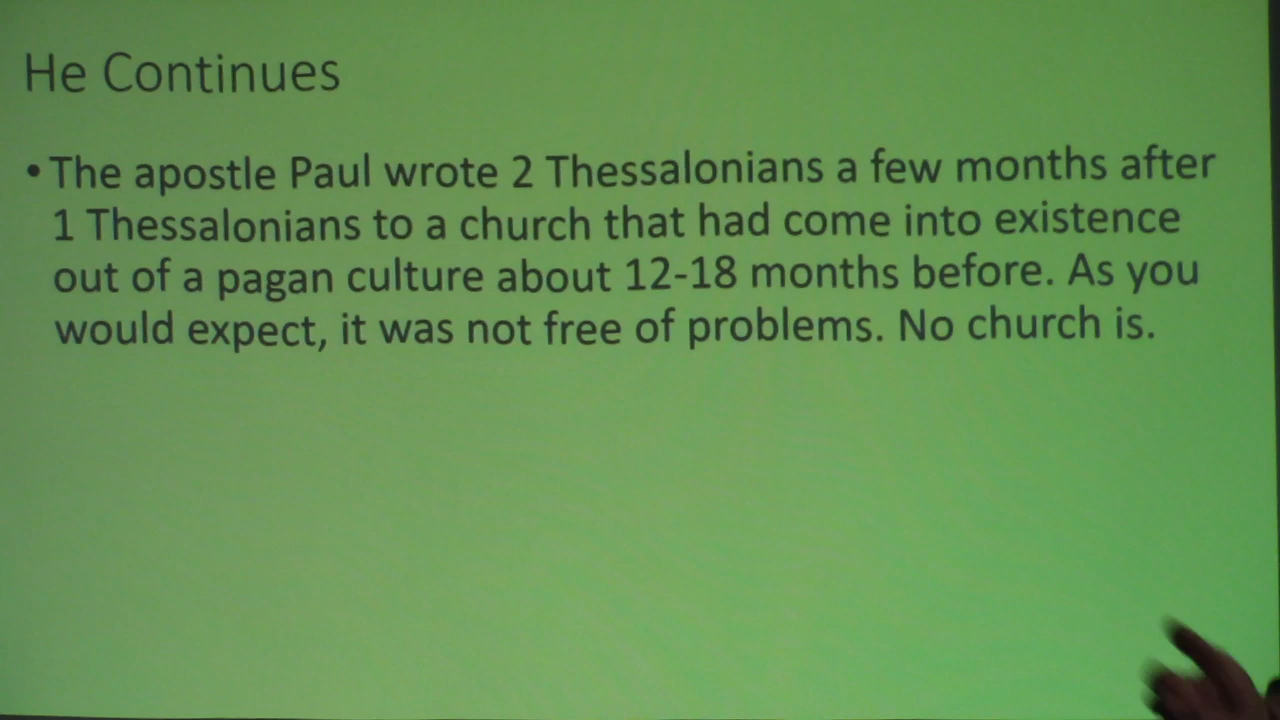 He Continues
• The apostle Paul wrote 2 Thessalonians a few months after
1 Thessalonians to a church that had come into existence
out of a pagan culture about 12-18 months before. As you
would expect, it was not free of problems. No church is.